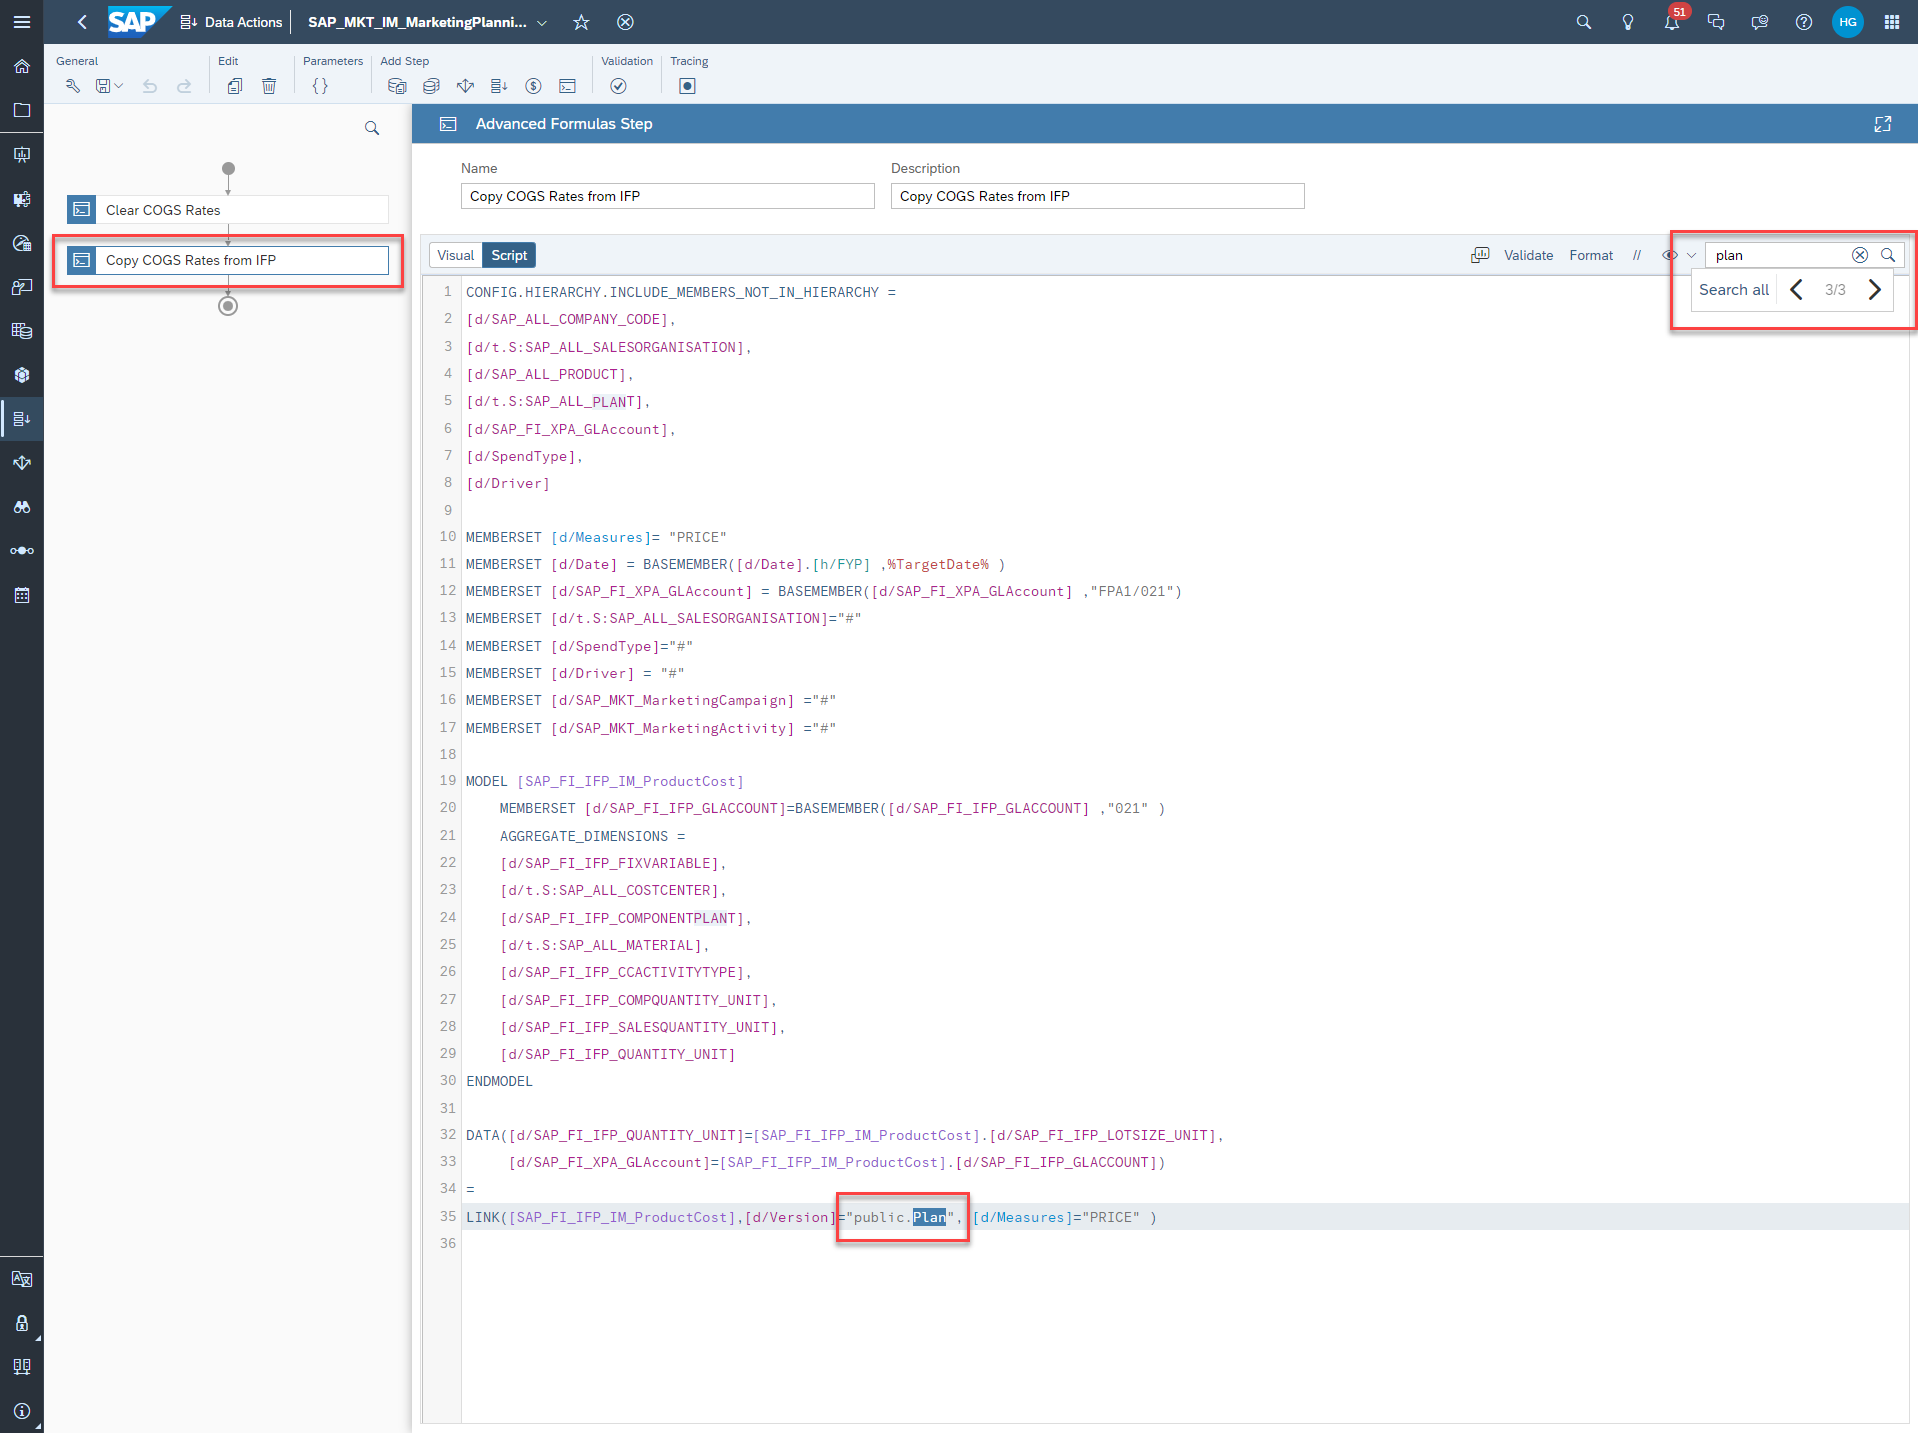 SAP Data Actions SAP_MKT_IM_MarketingPlanni... 51 HG
General Edit Parameters Add Step Validation Tracing
Advanced Formulas Step
Name Description
Copy COGS Rates from IFP Copy COGS Rates from IFP
Clear COGS Rates
Copy COGS Rates from IFP
Visual Script Validate Format // plan
Search all 3/3
1 CONFIG.HIERARCHY.INCLUDE_MEMBERS_NOT_IN_HIERARCHY =
2 [d/SAP_ALL_COMPANY_CODE],
3 [d/t.S:SAP_ALL_SALESORGANISATION],
4 [d/SAP_ALL_PRODUCT],
5 [d/t.S:SAP_ALL_PLANT],
6 [d/SAP_FI_XPA_GLAccount],
7 [d/SpendType],
8 [d/Driver]
9
10 MEMBERSET [d/Measures]= "PRICE"
11 MEMBERSET [d/Date] = BASEMEMBER([d/Date].[h/FYP] ,%TargetDate% )
12 MEMBERSET [d/SAP_FI_XPA_GLAccount] = BASEMEMBER([d/SAP_FI_XPA_GLAccount] ,"FPA1/021")
13 MEMBERSET [d/t.S:SAP_ALL_SALESORGANISATION]="#"
14 MEMBERSET [d/SpendType]="#"
15 MEMBERSET [d/Driver] = "#"
16 MEMBERSET [d/SAP_MKT_MarketingCampaign] ="#"
17 MEMBERSET [d/SAP_MKT_MarketingActivity] ="#"
18
19 MODEL [SAP_FI_IFP_IM_ProductCost]
20 MEMBERSET [d/SAP_FI_IFP_GLACCOUNT]=BASEMEMBER([d/SAP_FI_IFP_GLACCOUNT] ,"021" )
21 AGGREGATE_DIMENSIONS =
22 [d/SAP_FI_IFP_FIXVARIABLE],
23 [d/t.S:SAP_ALL_COSTCENTER],
24 [d/SAP_FI_IFP_COMPONENTPLANT],
25 [d/t.S:SAP_ALL_MATERIAL],
26 [d/SAP_FI_IFP_CCACTIVITYTYPE],
27 [d/SAP_FI_IFP_COMPQUANTITY_UNIT],
28 [d/SAP_FI_IFP_SALESQUANTITY_UNIT],
29 [d/SAP_FI_IFP_QUANTITY_UNIT]
30 ENDMODEL
31
32 DATA([d/SAP_FI_IFP_QUANTITY_UNIT]=[SAP_FI_IFP_IM_ProductCost].[d/SAP_FI_IFP_LOTSIZE_UNIT],
33 [d/SAP_FI_XPA_GLAccount]=[SAP_FI_IFP_IM_ProductCost].[d/SAP_FI_IFP_GLACCOUNT])
34 =
35 LINK([SAP_FI_IFP_IM_ProductCost],[d/Version]="public.Plan", [d/Measures]="PRICE" )
36